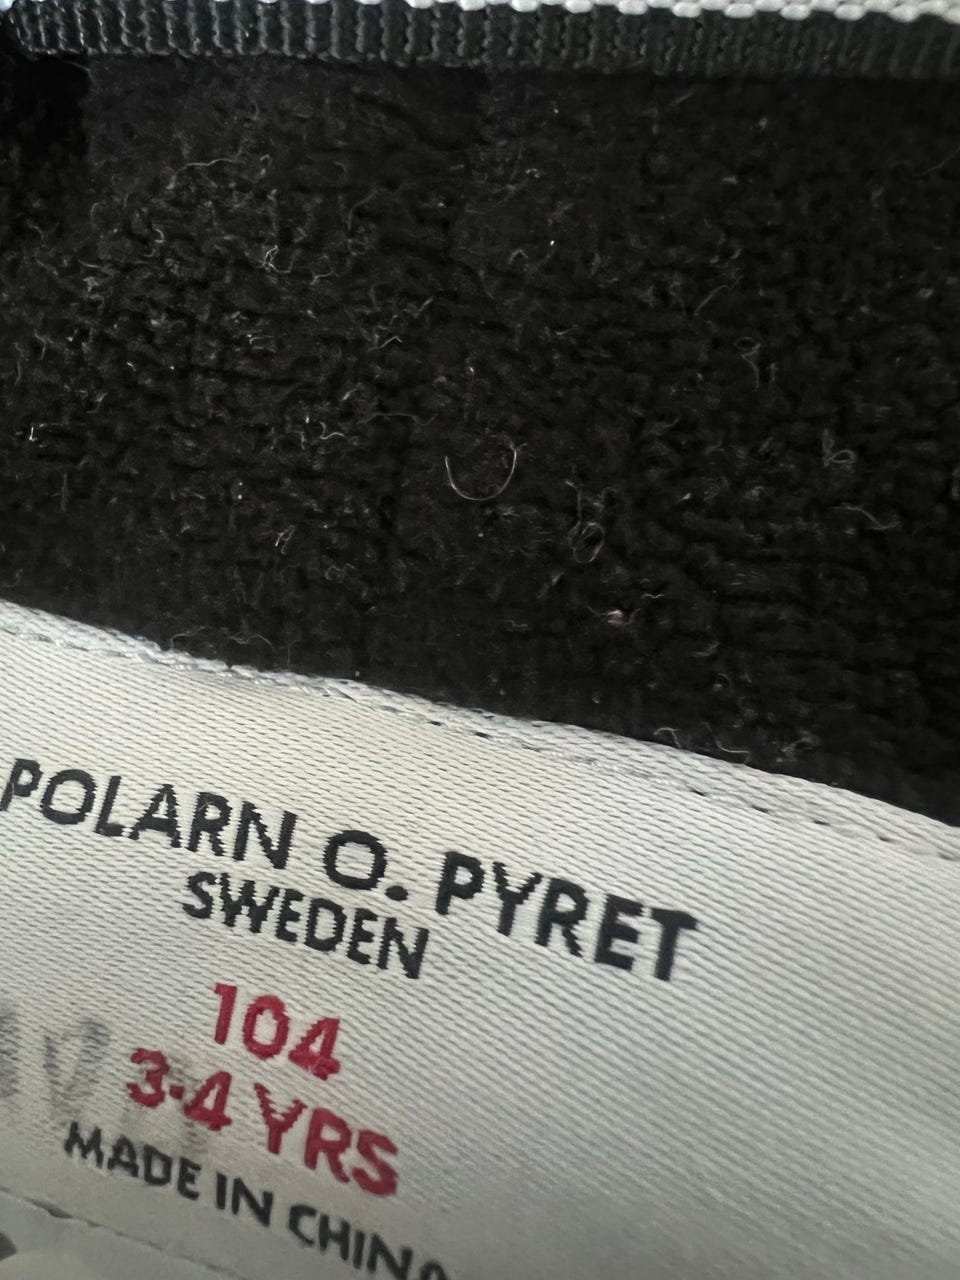 POLARN O. PYRET
SWEDEN
104
3-4 YRS
MADE IN CHINA